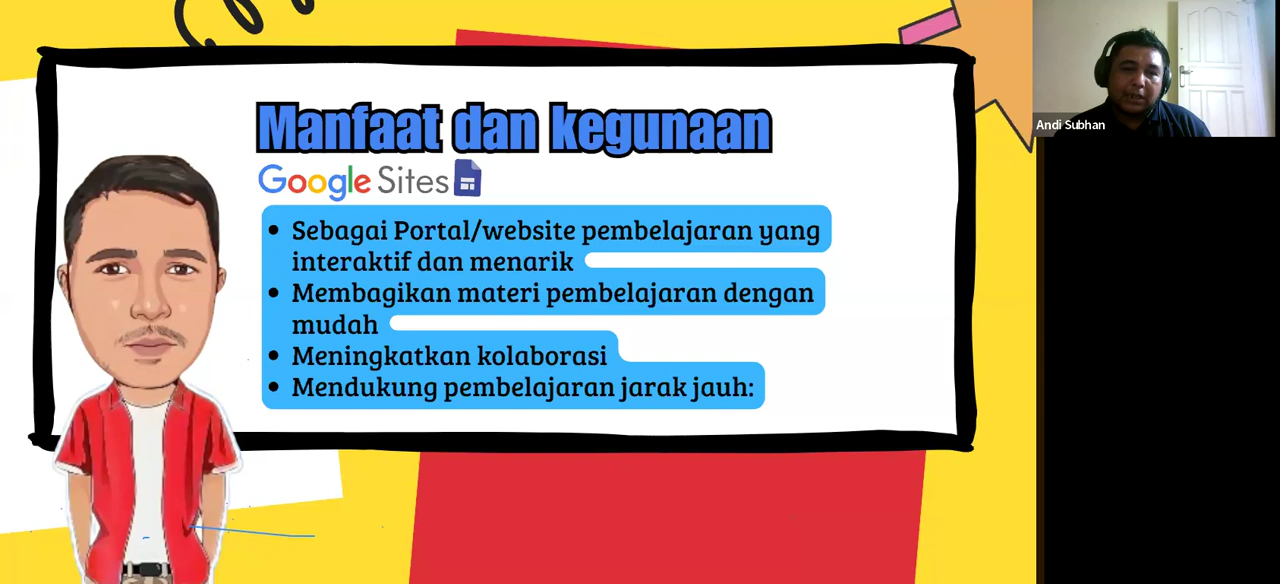 Manfaat dan kegunaan
Google Sites
• Sebagai Portal/website pembelajaran yang
interaktif dan menarik
• Membagikan materi pembelajaran dengan
mudah
• Meningkatkan kolaborasi
• Mendukung pembelajaran jarak jauh:
Andi Subhan